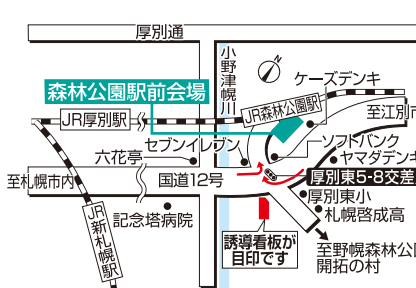 厚別通
小野津幌川
N
ケーズデンキ
森林公園駅前会場
JR森林公園駅
至江別市
JR厚別駅
セブンイレブン
ソフトバンク
六花亭
ヤマダデンキ
至札幌市内
国道12号
厚別東5-8交差
厚別東小
JR新札幌駅
記念塔病院
札幌啓成高
誘導看板が
目印です
至野幌森林公園
開拓の村